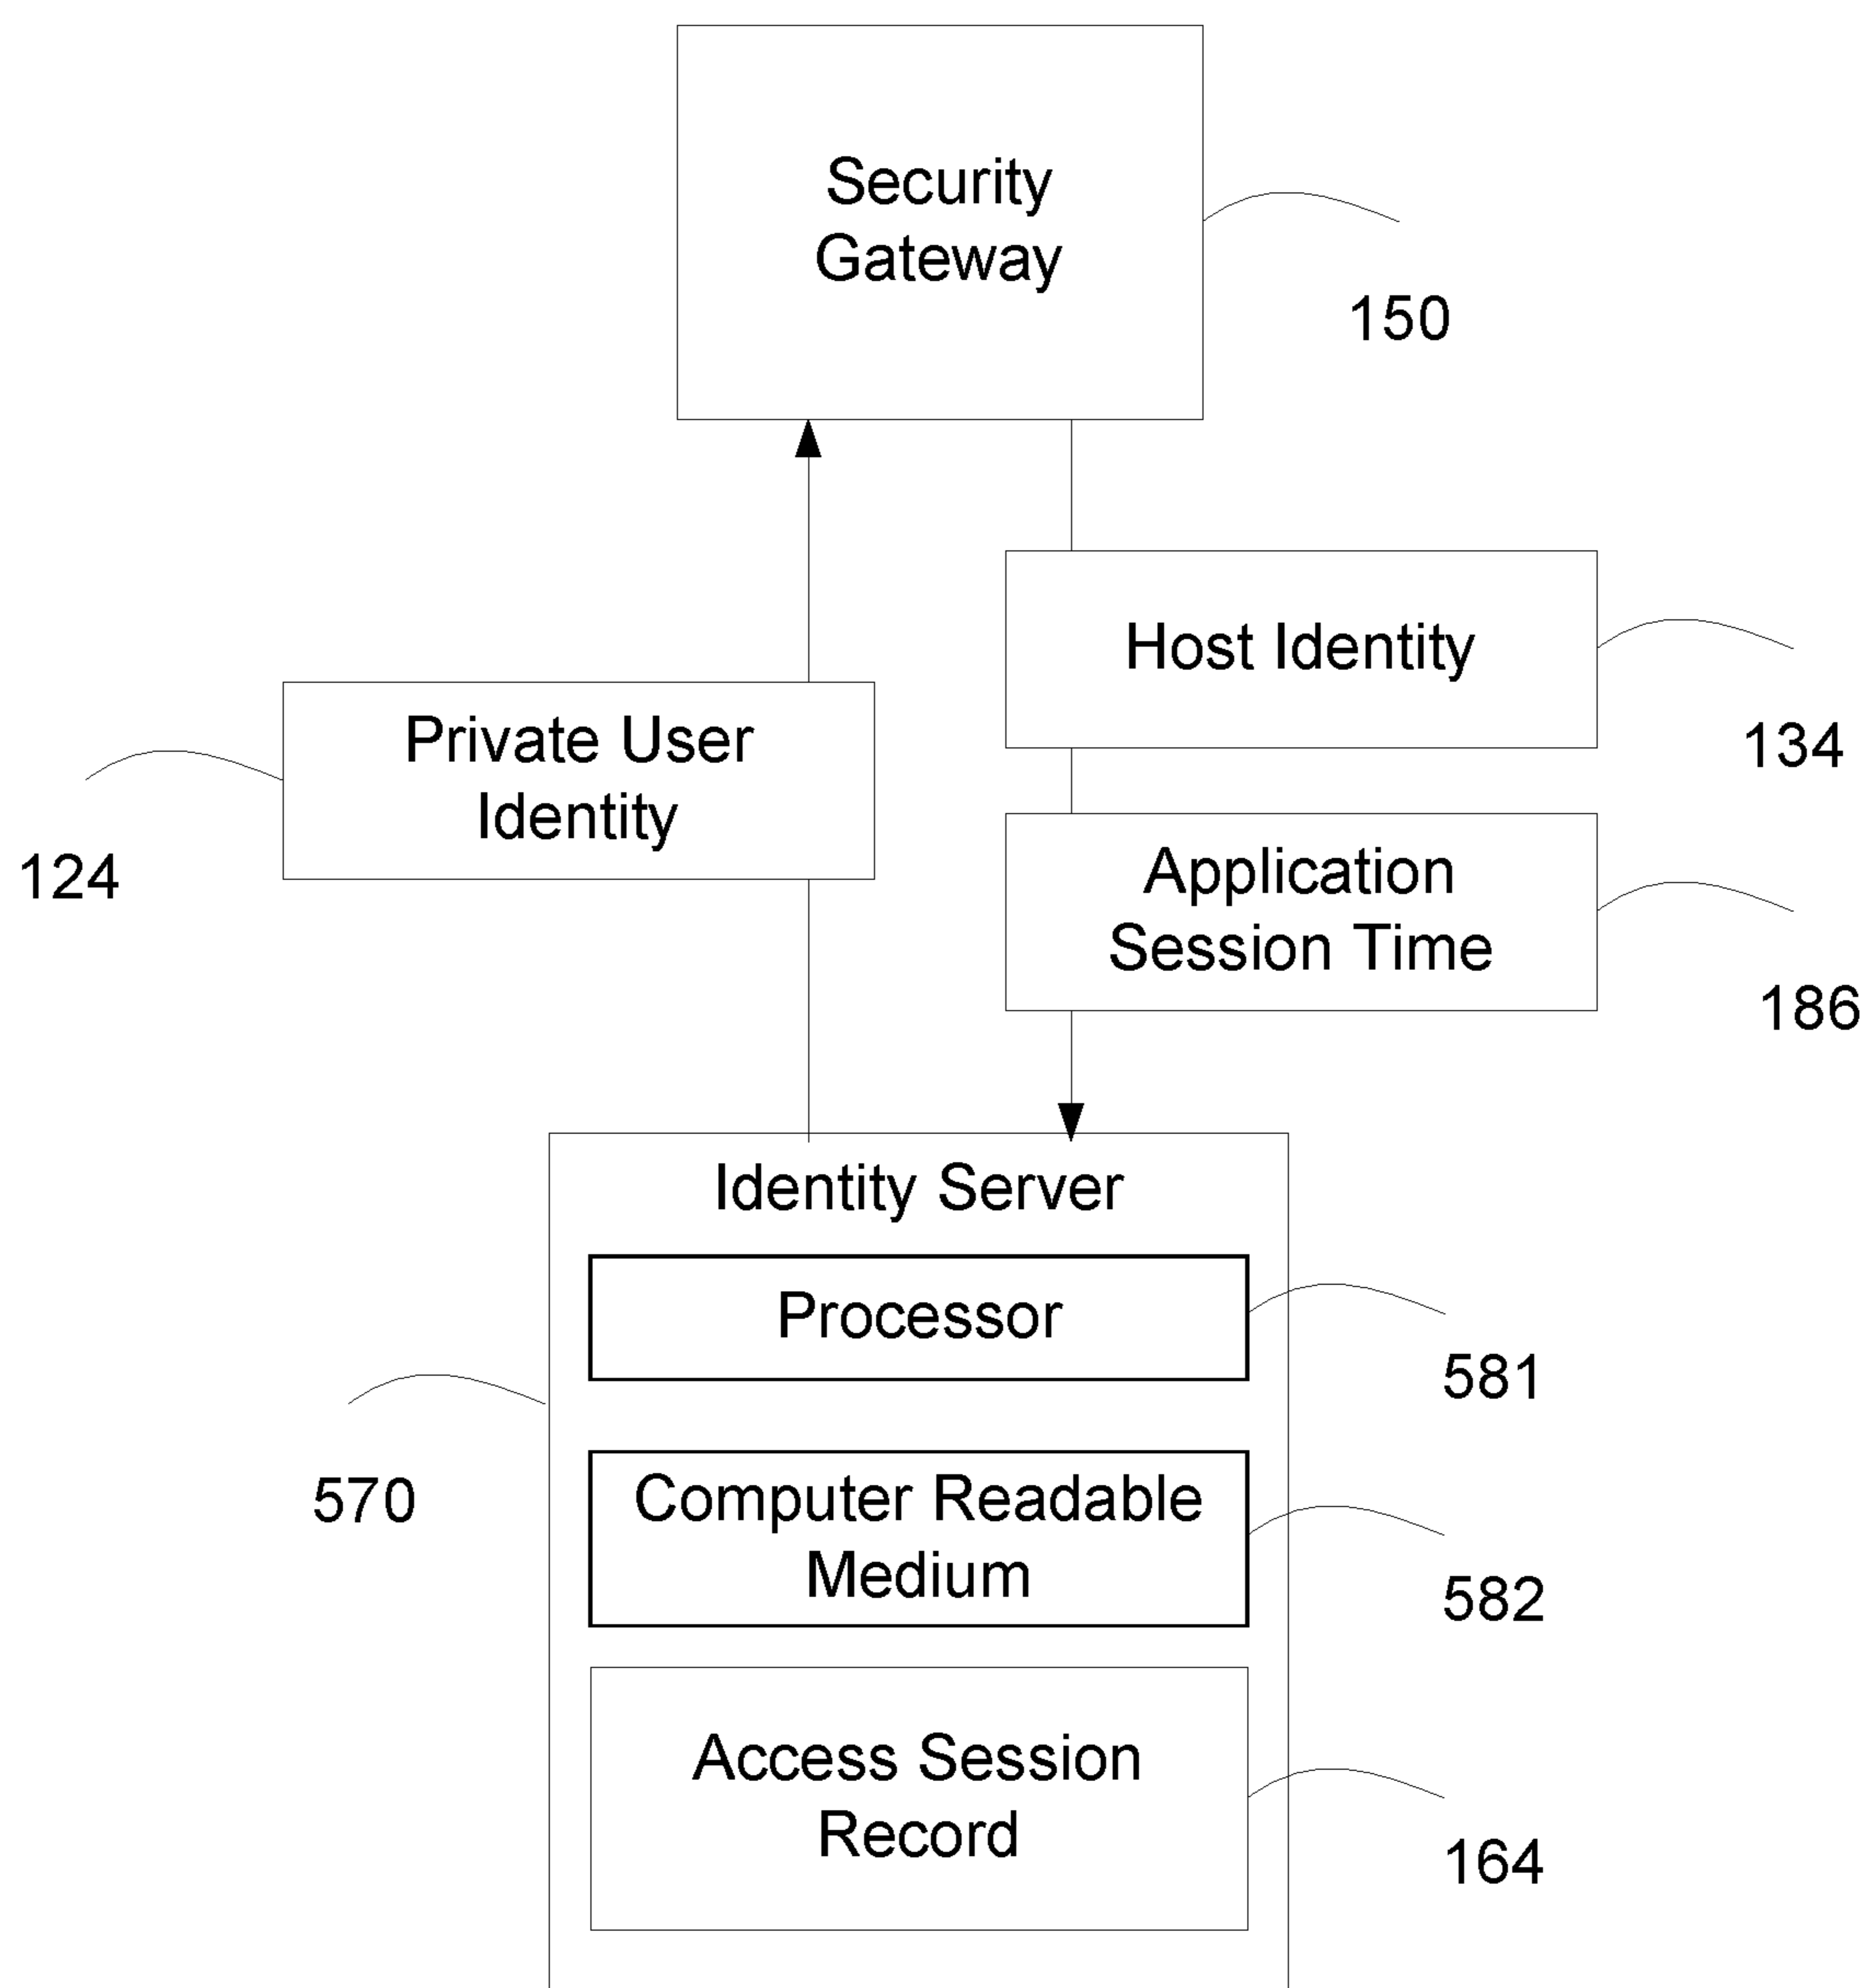 Security
Gateway
150
Host Identity
134
Private User
Identity
124
Application
Session Time
186
Identity Server
Processor
581
570
Computer Readable
Medium
582
Access Session
Record
164